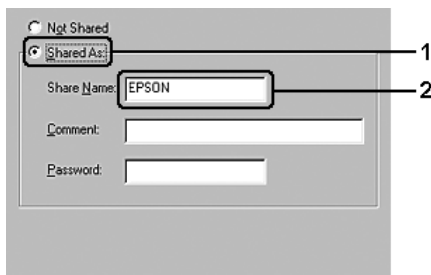 Not Shared
Shared As: 1
Share Name: EPSON 2
Comment:
Password: